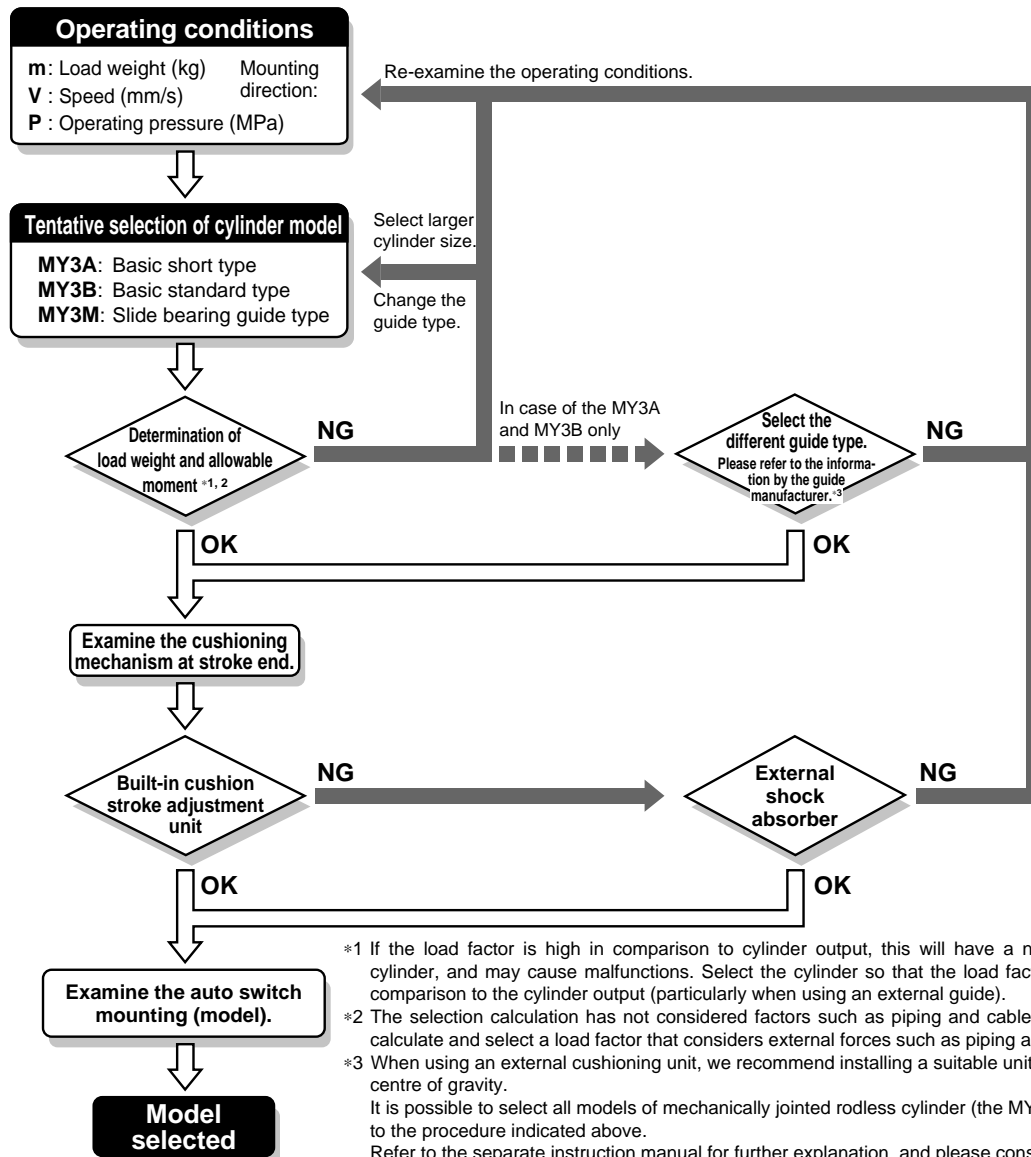 Operating conditions
m: Load weight (kg) Mounting direction:
V : Speed (mm/s)
P : Operating pressure (MPa)
Re-examine the operating conditions.
Tentative selection of cylinder model
MY3A: Basic short type
MY3B: Basic standard type
MY3M: Slide bearing guide type
Select larger
cylinder size.
Change the
guide type.
Determination of
load weight and allowable
moment *1, 2
NG
In case of the MY3A
and MY3B only
Select the
different guide type.
Please refer to the informa-
tion by the guide
manufacturer.*3
NG
OK
OK
Examine the cushioning
mechanism at stroke end.
Built-in cushion
stroke adjustment
unit
NG
External
shock
absorber
NG
OK
OK
Examine the auto switch
mounting (model).
Model
selected
*1 If the load factor is high in comparison to cylinder output, this will have a n
cylinder, and may cause malfunctions. Select the cylinder so that the load fac
comparison to the cylinder output (particularly when using an external guide).
*2 The selection calculation has not considered factors such as piping and cable
calculate and select a load factor that considers external forces such as piping a
*3 When using an external cushioning unit, we recommend installing a suitable unit
centre of gravity.
It is possible to select all models of mechanically jointed rodless cylinder (the MY
to the procedure indicated above.
Refer to the separate instruction manual for further explanation, and please cons